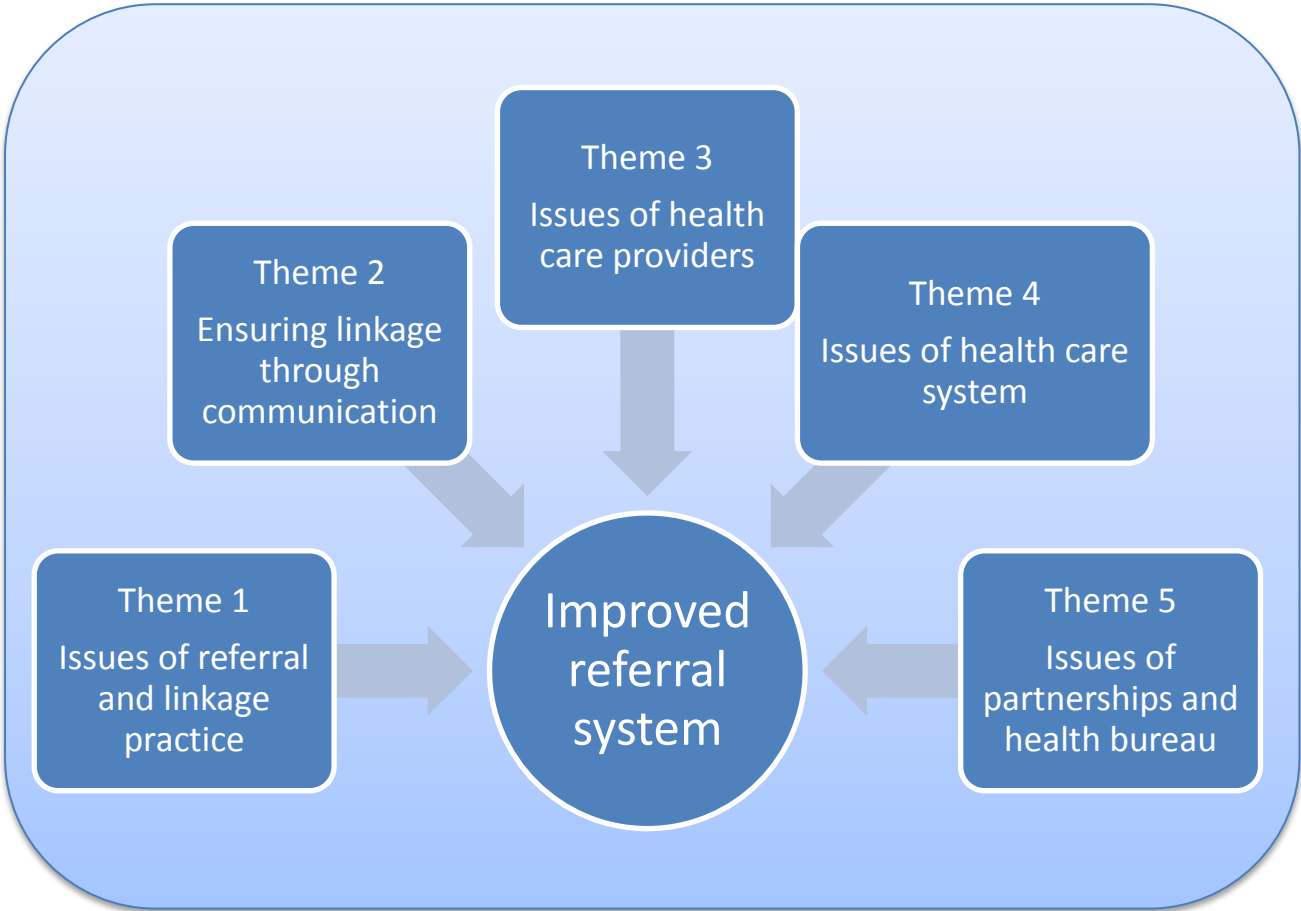 Theme 1
Issues of referral
and linkage
practice
Theme 2
Ensuring linkage
through
communication
Theme 3
Issues of health
care providers
Theme 4
Issues of health care
system
Theme 5
Issues of
partnerships and
health bureau
Improved
referral
system